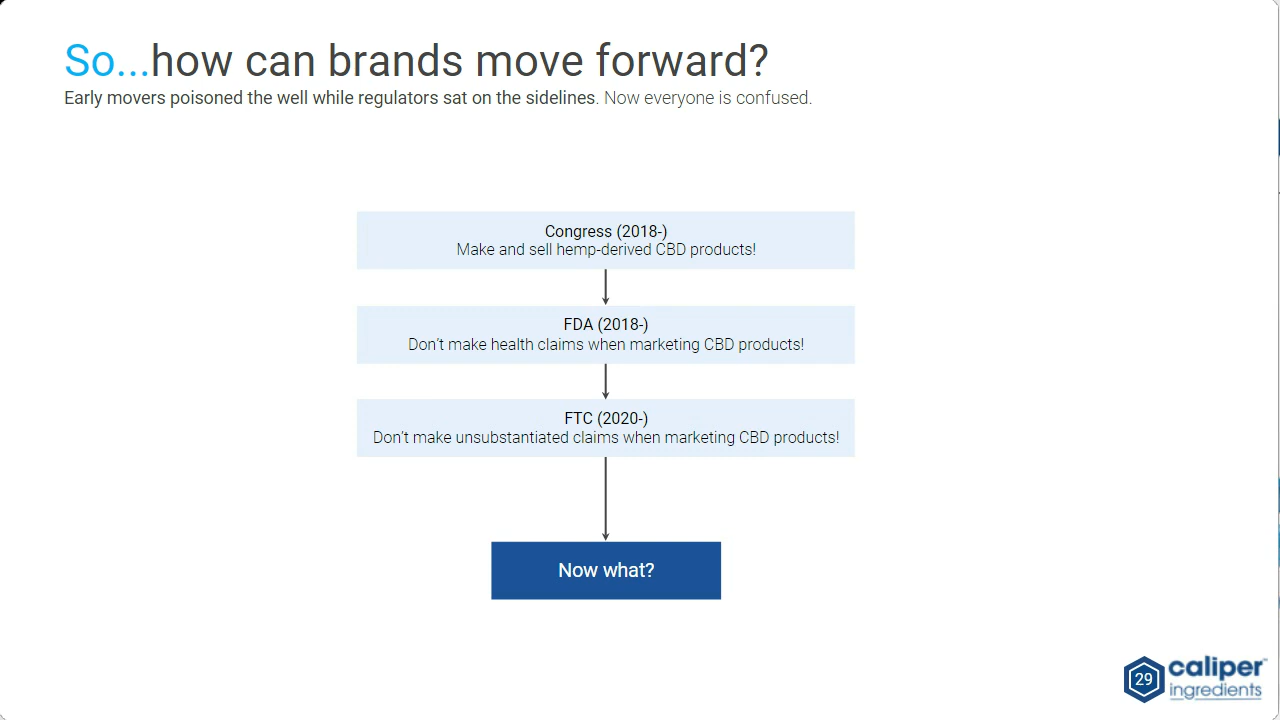 So...how can brands move forward?
Early movers poisoned the well while regulators sat on the sidelines. Now everyone is confused.
Congress (2018-)
Make and sell hemp-derived CBD products!
FDA (2018-)
Don't make health claims when marketing CBD products!
FTC (2020-)
Don't make unsubstantiated claims when marketing CBD products!
Now what?
29
caliper™
ingredients